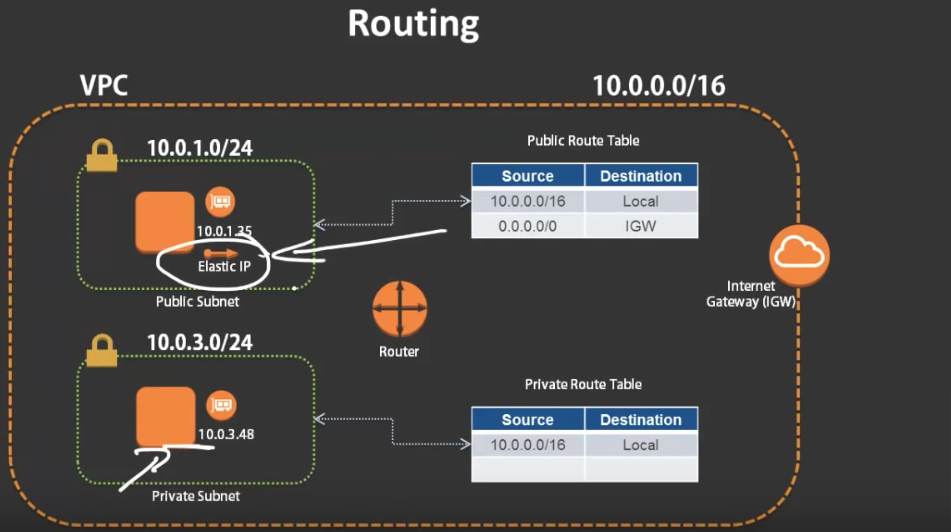 Routing
VPC
10.0.0.0/16
10.0.1.0/24
10.0.1.35
Elastic IP
Public Subnet
Public Route Table
Source Destination
10.0.0.0/16 Local
0.0.0.0/0 IGW
Internet
Gateway (IGW)
Router
10.0.3.0/24
10.0.3.48
Private Subnet
Private Route Table
Source Destination
10.0.0.0/16 Local